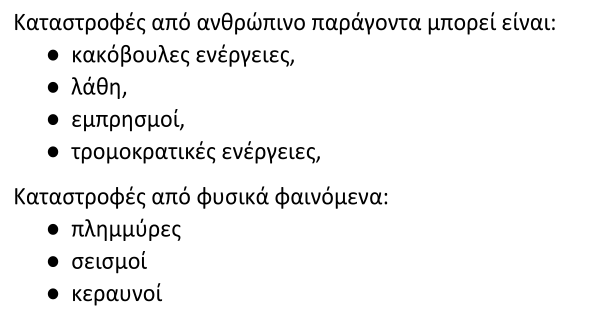 Καταστροφές από ανθρώπινο παράγοντα μπορεί είναι:
● κακόβουλες ενέργειες,
● λάθη,
● εμπρησμοί,
● τρομοκρατικές ενέργειες,
Καταστροφές από φυσικά φαινόμενα:
● πλημμύρες
● σεισμοί
● κεραυνοί